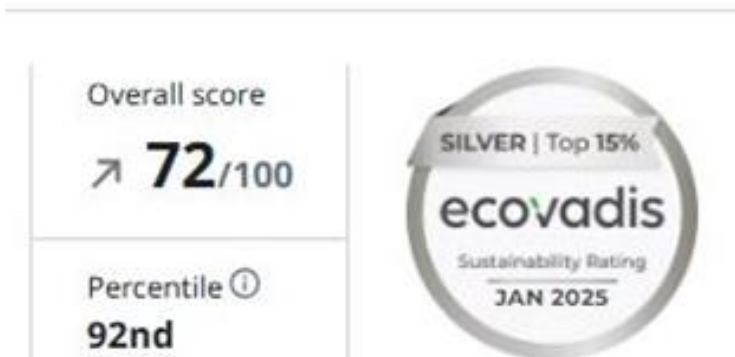 Overall score
72/100
Percentile
92nd
SILVER | Top 15%
ecovadis
Sustainability Rating
JAN 2025